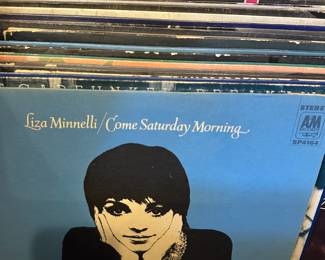 Liza Minnelli / Come Saturday Morning
STEREO
A&M
SP4164